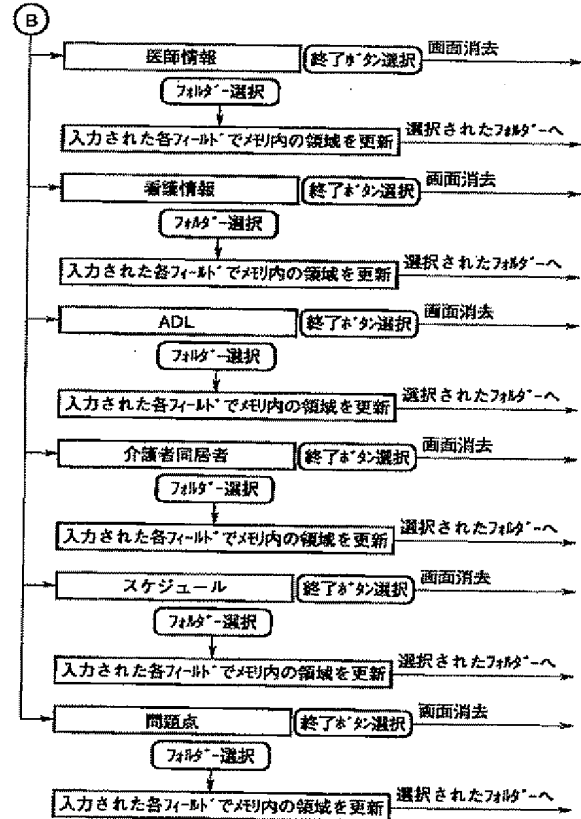 B
医師情報 終了ボタン選択 画面消去
フォルダー選択
入力された各フィールドでメモリ内の領域を更新 選択されたフォルダーへ
看護情報 終了ボタン選択 画面消去
フォルダー選択
入力された各フィールドでメモリ内の領域を更新 選択されたフォルダーへ
ADL 終了ボタン選択 画面消去
フォルダー選択
入力された各フィールドでメモリ内の領域を更新 選択されたフォルダーへ
介護者同居者 終了ボタン選択 画面消去
フォルダー選択
入力された各フィールドでメモリ内の領域を更新 選択されたフォルダーへ
スケジュール 終了ボタン選択 画面消去
フォルダー選択
入力された各フィールドでメモリ内の領域を更新 選択されたフォルダーへ
問題点 終了ボタン選択 画面消去
フォルダー選択
入力された各フィールドでメモリ内の領域を更新 選択されたフォルダーへ